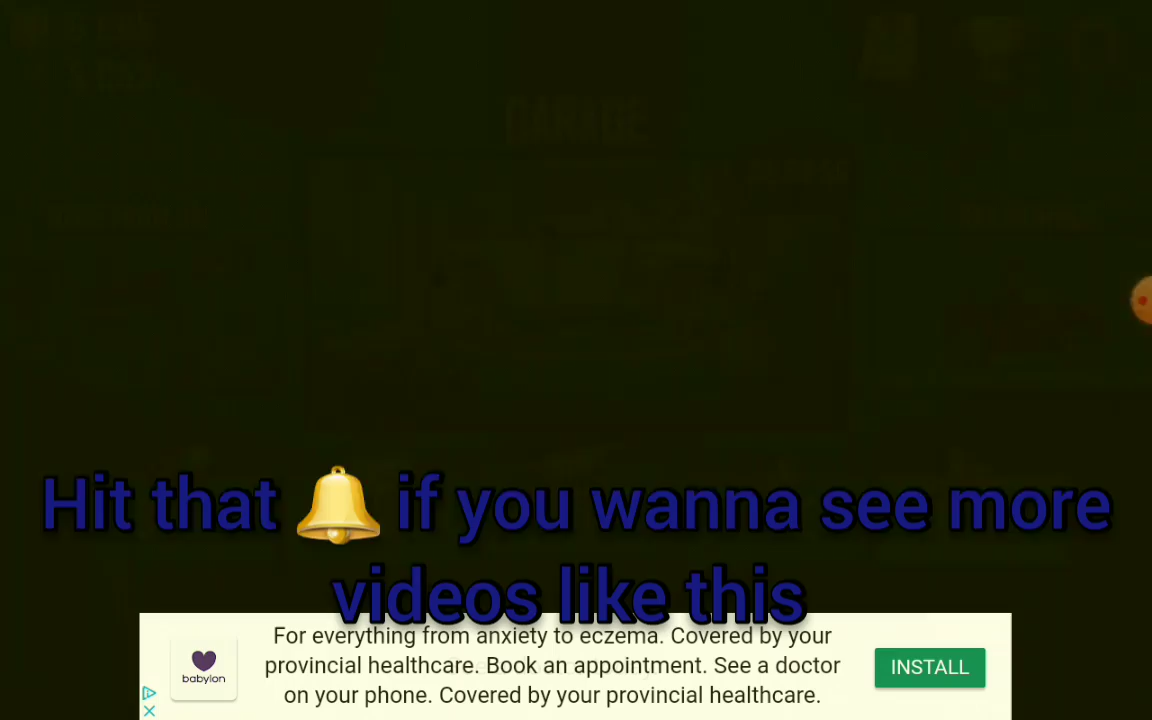 Hit that 🔔 if you wanna see more
videos like this
For everything from anxiety to eczema. Covered by your
provincial healthcare. Book an appointment. See a doctor
on your phone. Covered by your provincial healthcare.
babylon
INSTALL